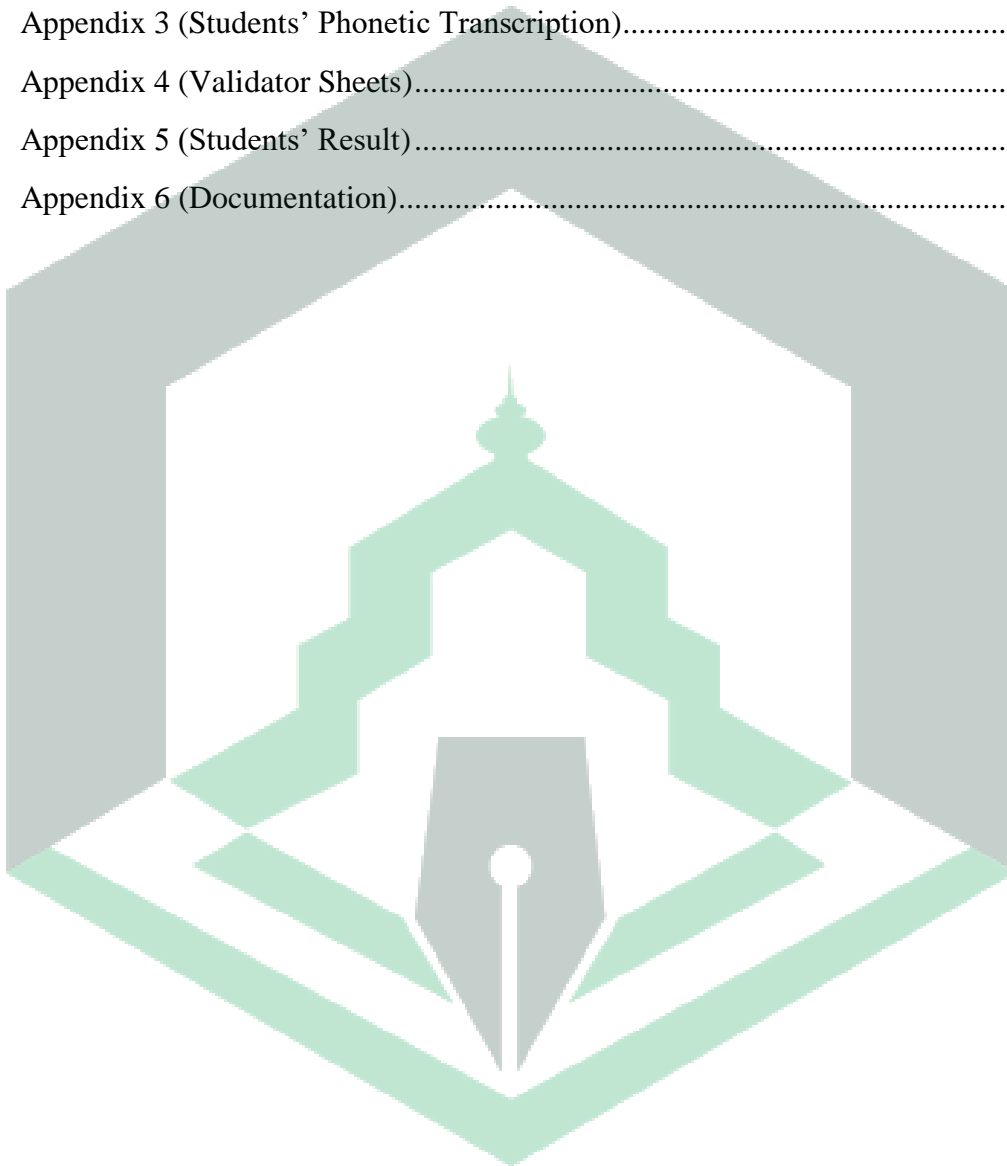 Appendix 3 (Students’ Phonetic Transcription)................................................
Appendix 4 (Validator Sheets)..........................................................................
Appendix 5 (Students’ Result)..........................................................................
Appendix 6 (Documentation)............................................................................